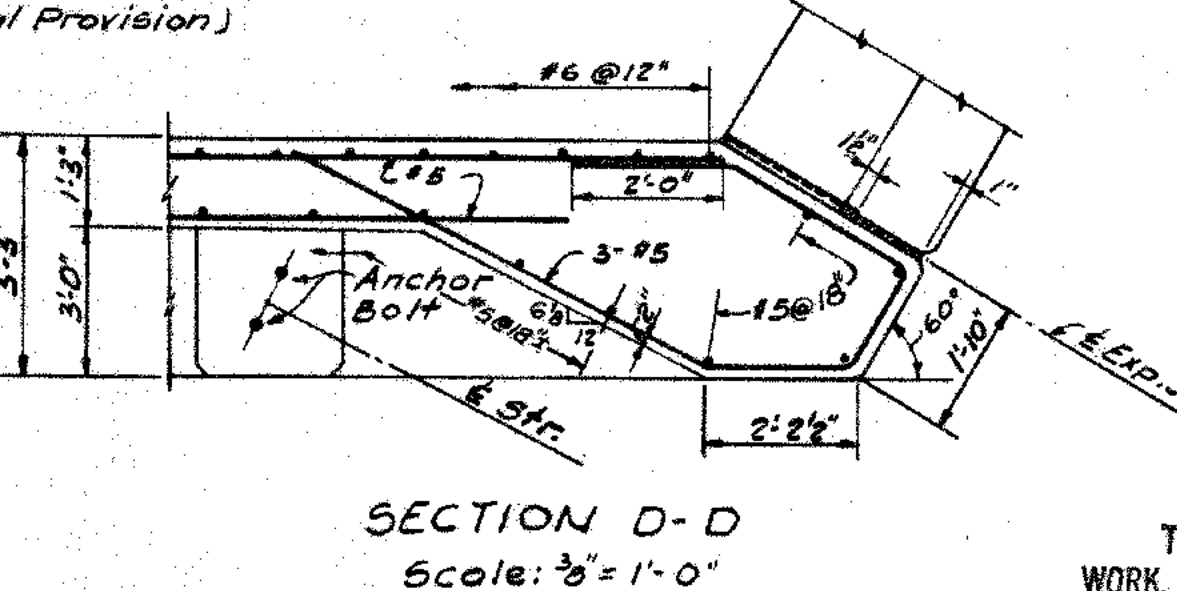 al Provision)
#6 @ 12"
1½"
1"
1'-3"
#5
2'-0"
3-#5
3'-0"
Anchor
Bolt
#5@18"
6⅛
12
2"
#5@18"
60°
1'-10"
℄ Exp.
℄ Str.
2'-2½"
SECTION D-D
Scale: ⅜" = 1'-0"
WORK.